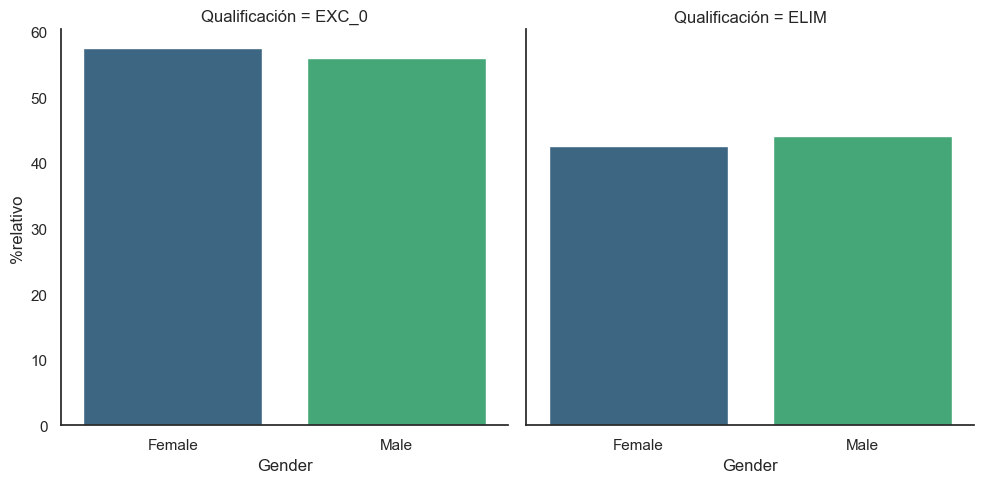 Qualificación = EXC_0
Qualificación = ELIM
60
50
40
30
20
10
0
%relativo
Female
Male
Female
Male
Gender
Gender